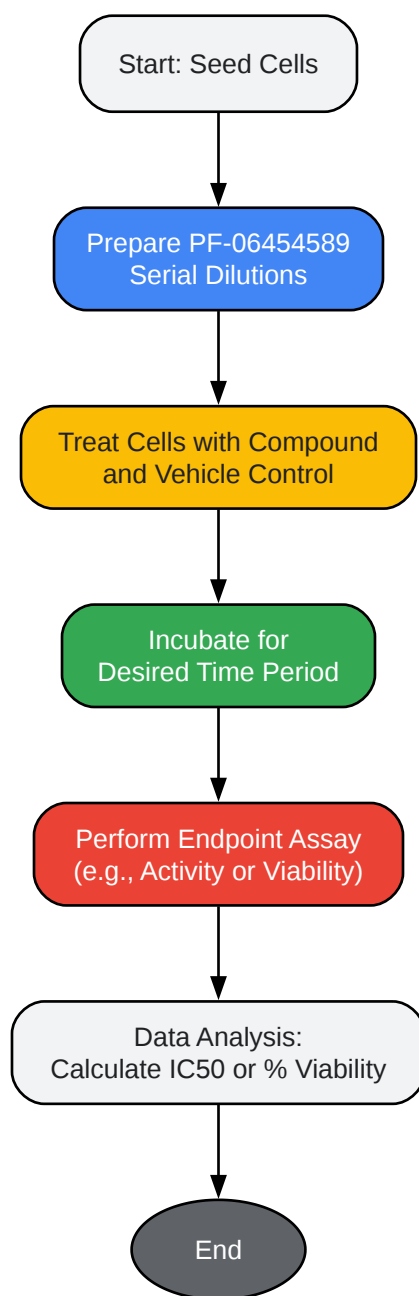 Start: Seed Cells
Prepare PF-06454589
Serial Dilutions
Treat Cells with Compound
and Vehicle Control
Incubate for
Desired Time Period
Perform Endpoint Assay
(e.g., Activity or Viability)
Data Analysis:
Calculate IC50 or % Viability
End